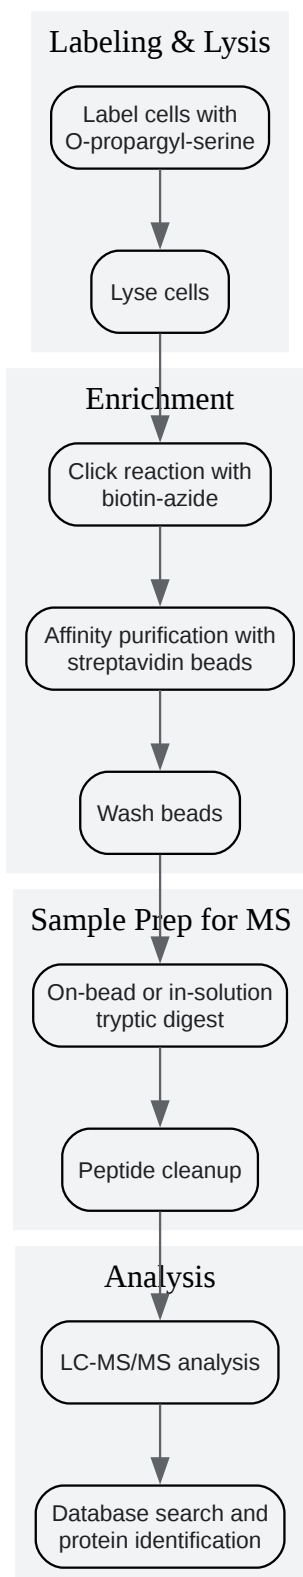 Labeling & Lysis
Label cells with
O-propargyl-serine
Lyse cells
Enrichment
Click reaction with
biotin-azide
Affinity purification with
streptavidin beads
Wash beads
Sample Prep for MS
On-bead or in-solution
tryptic digest
Peptide cleanup
Analysis
LC-MS/MS analysis
Database search and
protein identification